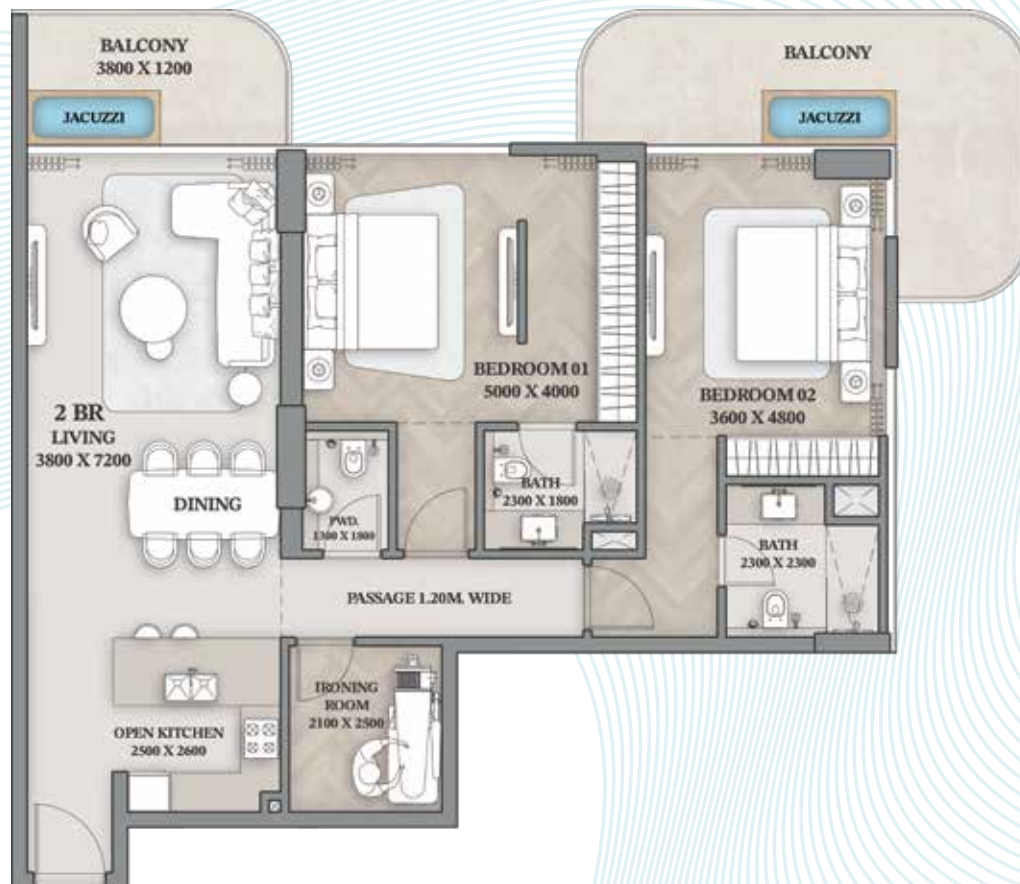 BALCONY
3800 X 1200
JACUZZI
BALCONY
JACUZZI
BEDROOM 01
5000 X 4000
BEDROOM 02
3600 X 4800
2 BR
LIVING
3800 X 7200
DINING
PWD.
1300 X 1800
BATH
2300 X 1800
BATH
2300 X 2300
PASSAGE 1.20M. WIDE
IRONING
ROOM
2100 X 2500
OPEN KITCHEN
2500 X 2600